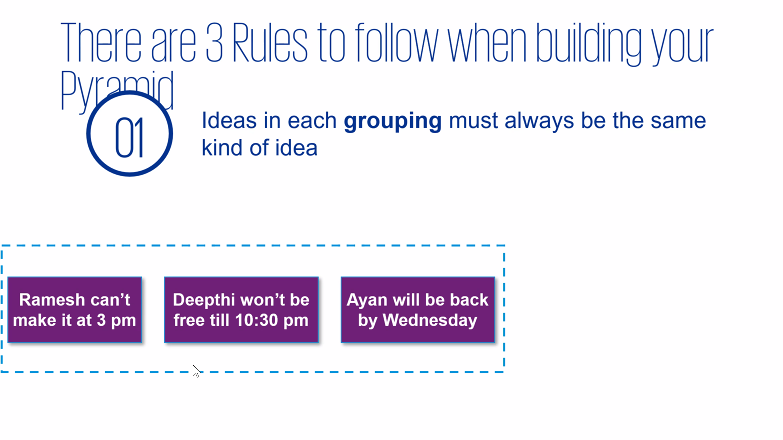 There are 3 Rules to follow when building your
Pyramid
01
Ideas in each grouping must always be the same
kind of idea
Ramesh can't
make it at 3 pm
Deepthi won't be
free till 10:30 pm
Ayan will be back
by Wednesday